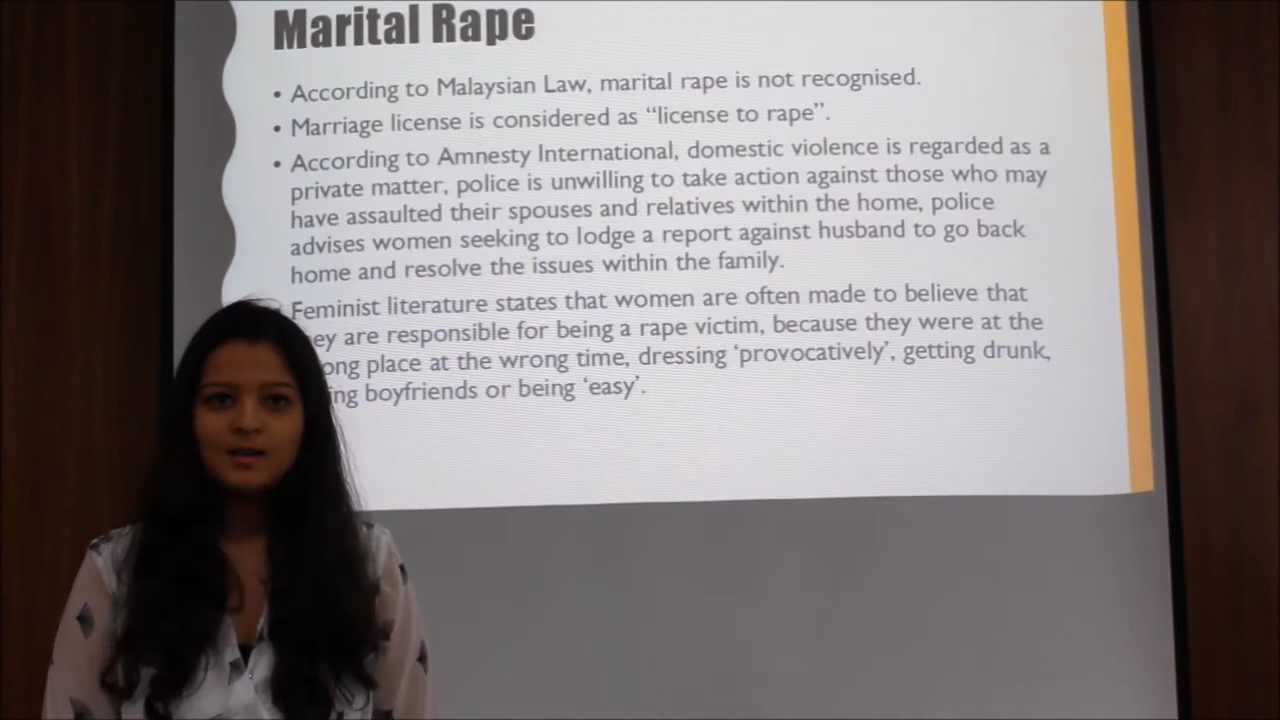 Marital Rape
• According to Malaysian Law, marital rape is not recognised.
• Marriage license is considered as “license to rape”.
• According to Amnesty International, domestic violence is regarded as a
private matter, police is unwilling to take action against those who may
have assaulted their spouses and relatives within the home, police
advises women seeking to lodge a report against husband to go back
home and resolve the issues within the family.
Feminist literature states that women are often made to believe that
ey are responsible for being a rape victim, because they were at the
ong place at the wrong time, dressing ‘provocatively’, getting drunk,
ing boyfriends or being ‘easy’.